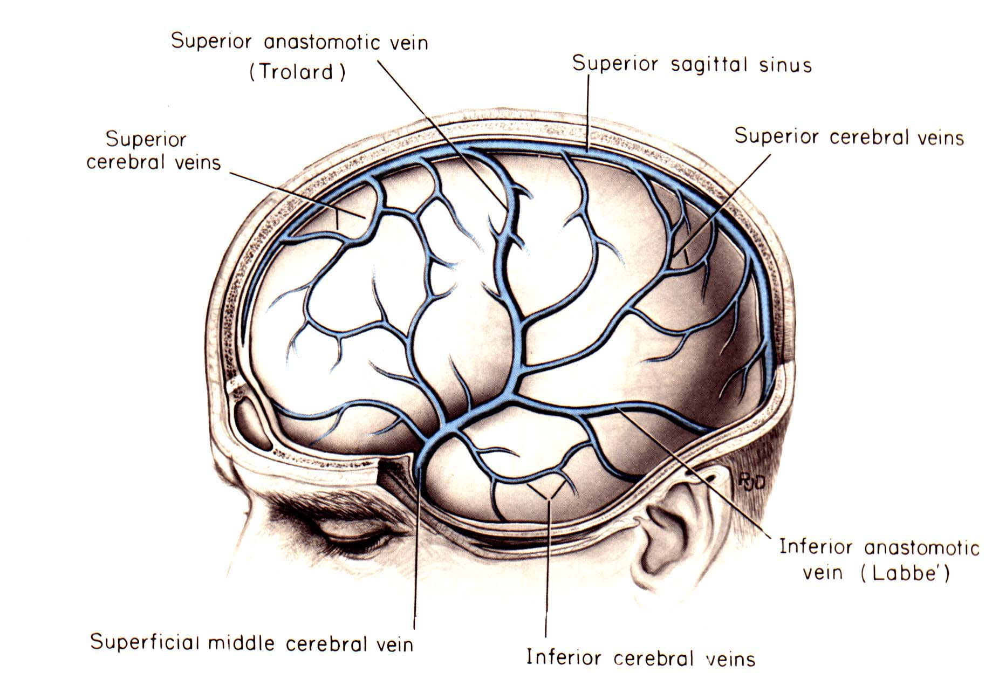 Superior anastomotic vein
(Trolard)
Superior sagittal sinus
Superior
cerebral veins
Superior cerebral veins
RJD
Inferior anastomotic
vein (Labbe')
Superficial middle cerebral vein
Inferior cerebral veins